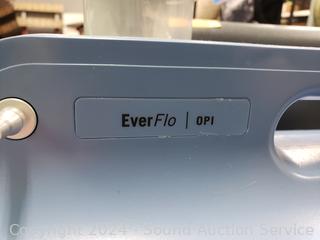 EverFlo | OPI
Copyright 2024 - Sound Auction Service